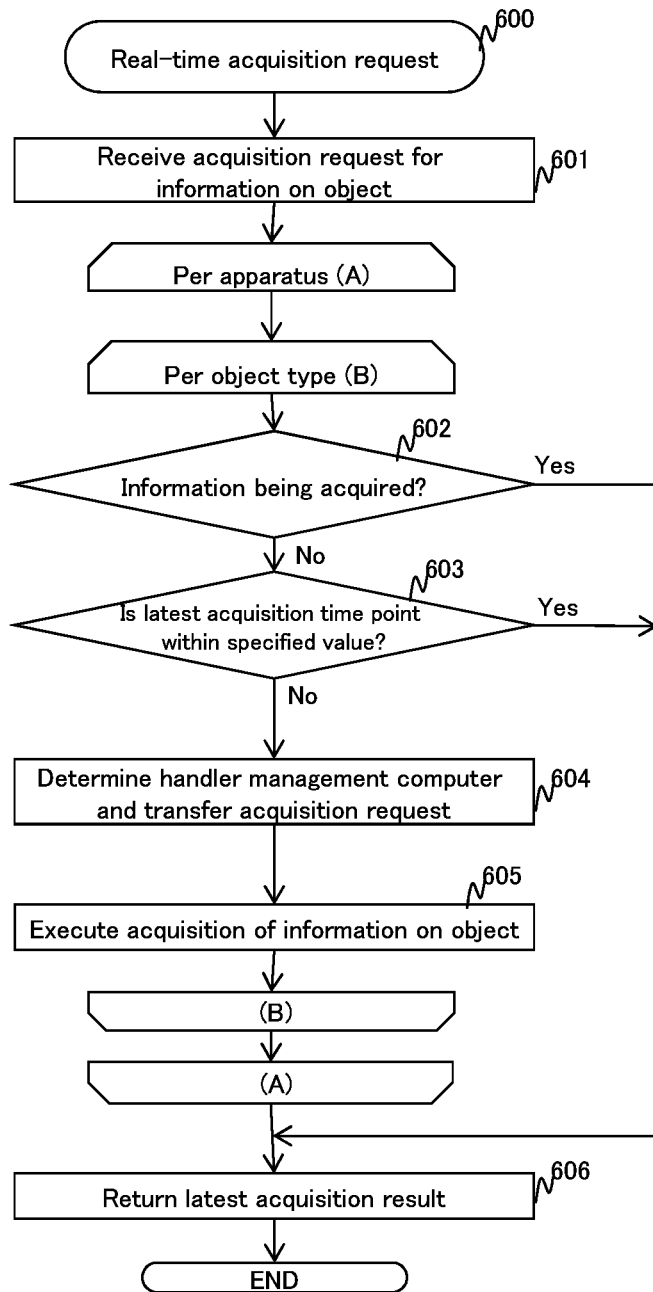 600
Real-time acquisition request
Receive acquisition request for
information on object
601
Per apparatus (A)
Per object type (B)
602
Information being acquired?
Yes
No
603
Is latest acquisition time point
within specified value?
Yes
No
Determine handler management computer
and transfer acquisition request
604
605
Execute acquisition of information on object
(B)
(A)
606
Return latest acquisition result
END